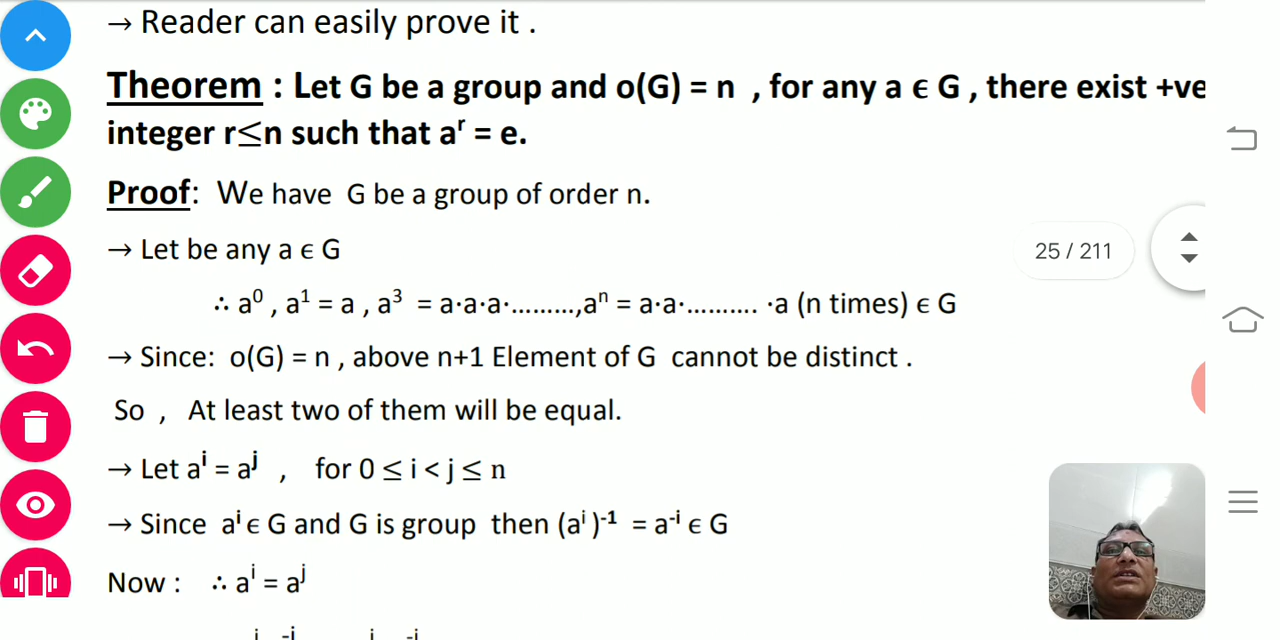 → Reader can easily prove it .
Theorem : Let G be a group and o(G) = n , for any a ϵ G , there exist +ve
integer r≤n such that aʳ = e.
Proof: We have G be a group of order n.
→ Let be any a ϵ G
25 / 211
∴ a⁰ , a¹ = a , a³ = a·a·a·.........,aⁿ = a·a·.......... ·a (n times) ϵ G
→ Since: o(G) = n , above n+1 Element of G cannot be distinct .
So , At least two of them will be equal.
→ Let aⁱ = aʲ , for 0 ≤ i < j ≤ n
→ Since aⁱ ϵ G and G is group then (aⁱ )⁻¹ = a⁻ⁱ ϵ G
Now : ∴ aⁱ = aʲ